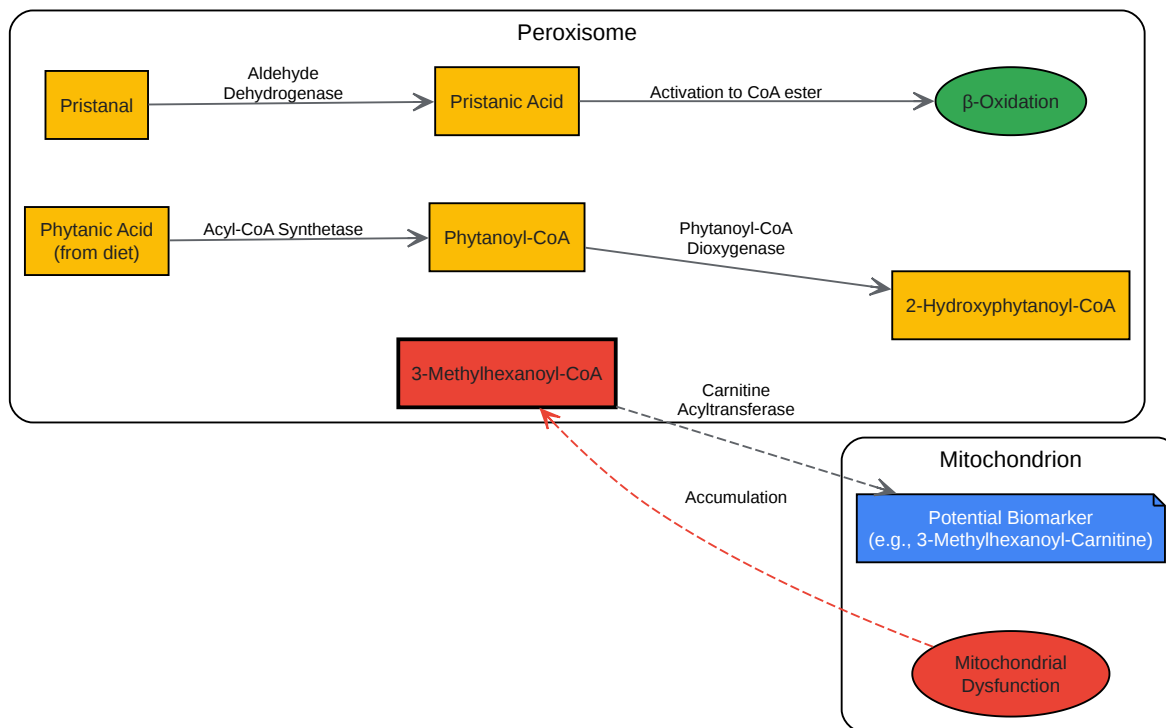 Peroxisome
Pristanal
Aldehyde
Dehydrogenase
Pristanic Acid
Activation to CoA ester
β-Oxidation
Phytanic Acid
(from diet)
Acyl-CoA Synthetase
Phytanoyl-CoA
Phytanoyl-CoA
Dioxygenase
2-Hydroxyphytanoyl-CoA
3-Methylhexanoyl-CoA
Carnitine
Acyltransferase
Mitochondrion
Accumulation
Potential Biomarker
(e.g., 3-Methylhexanoyl-Carnitine)
Mitochondrial
Dysfunction